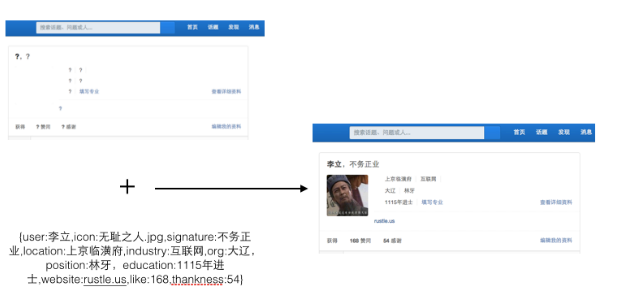 搜索话题、问题或人...
首页 话题 发现 消息
?，?
? ?
? ?
? 填写专业
查看详细资料
?
获得 ? 赞同 ? 感谢
编辑我的资料
+
{user:李立,icon:无耻之人.jpg,signature:不务正
业,location:上京临潢府,industry:互联网,org:大辽,
position:林牙，education:1115年进
士,website:rustle.us,like:168,thankness:54}
搜索话题、问题或人...
首页 话题 发现 消息
李立，不务正业
上京临潢府 互联网
大辽 林牙
1115年进士 填写专业
查看详细资料
rustle.us
获得 168 赞同 54 感谢
编辑我的资料